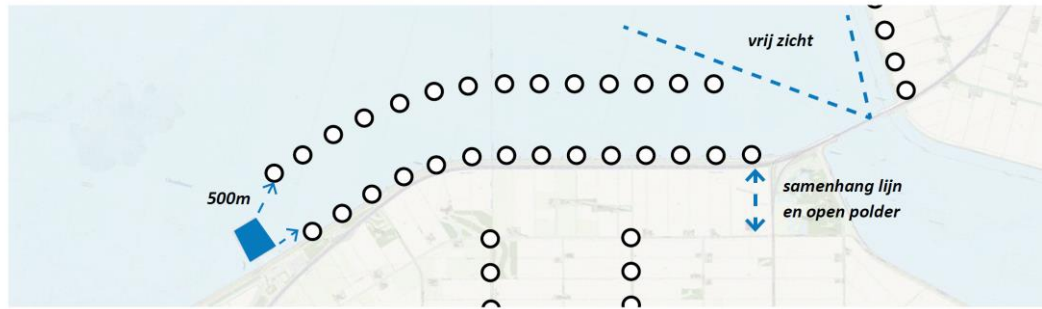 vrij zicht
500m
samenhang lijn
en open polder